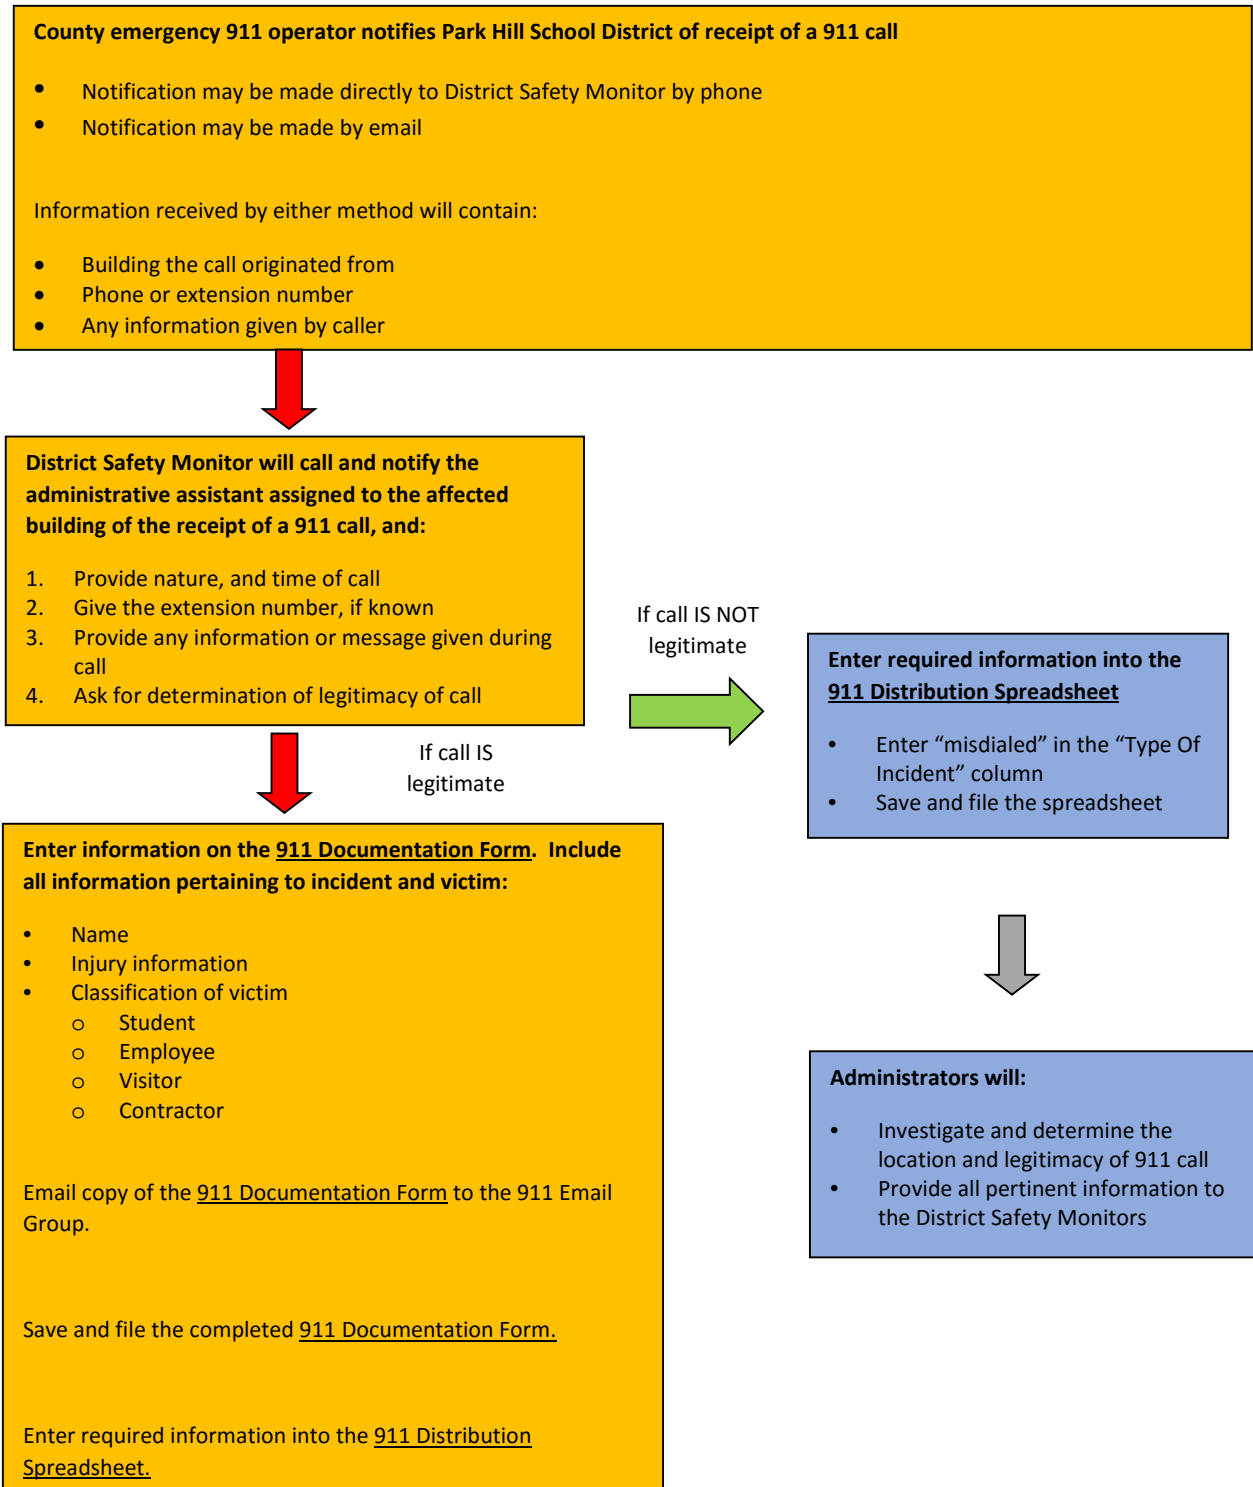 County emergency 911 operator notifies Park Hill School District of receipt of a 911 call
• Notification may be made directly to District Safety Monitor by phone
• Notification may be made by email
Information received by either method will contain:
• Building the call originated from
• Phone or extension number
• Any information given by caller
District Safety Monitor will call and notify the
administrative assistant assigned to the affected
building of the receipt of a 911 call, and:
1. Provide nature, and time of call
2. Give the extension number, if known
3. Provide any information or message given during
call
4. Ask for determination of legitimacy of call
If call IS NOT
legitimate
Enter required information into the
911 Distribution Spreadsheet
• Enter “misdialed” in the “Type Of
Incident” column
• Save and file the spreadsheet
If call IS
legitimate
Enter information on the 911 Documentation Form.  Include
all information pertaining to incident and victim:
• Name
• Injury information
• Classification of victim
o Student
o Employee
o Visitor
o Contractor
Email copy of the 911 Documentation Form to the 911 Email
Group.
Save and file the completed 911 Documentation Form.
Enter required information into the 911 Distribution
Spreadsheet.
Administrators will:
• Investigate and determine the
location and legitimacy of 911 call
• Provide all pertinent information to
the District Safety Monitors